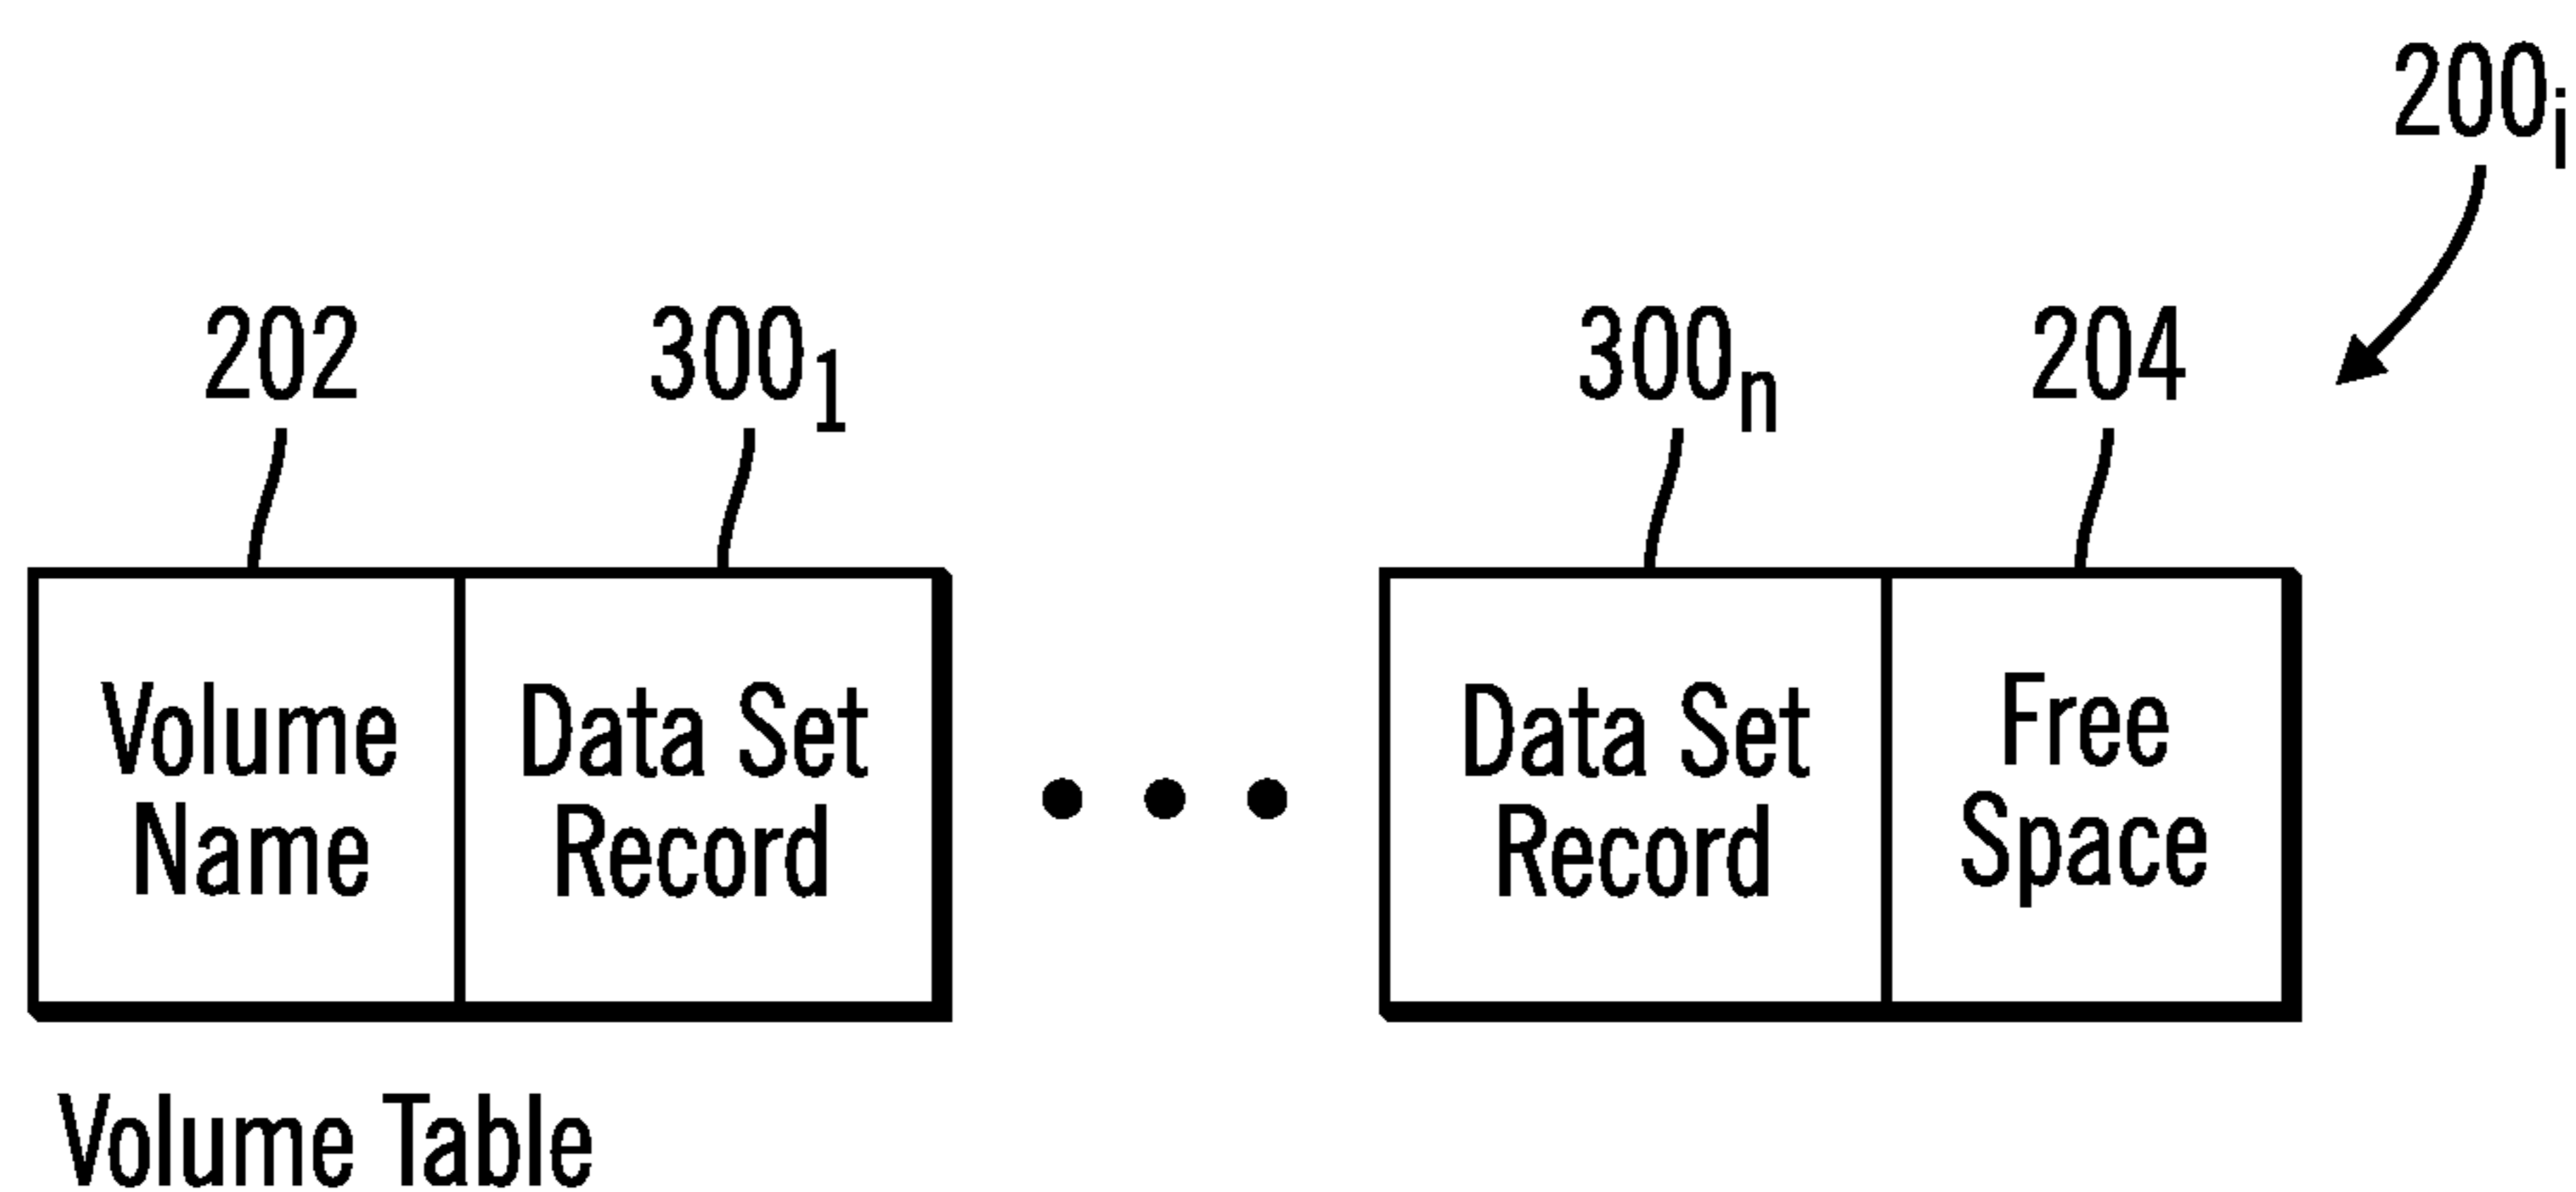 200i
202 3001 300n 204
Volume Name Data Set Record Data Set Record Free Space
Volume Table